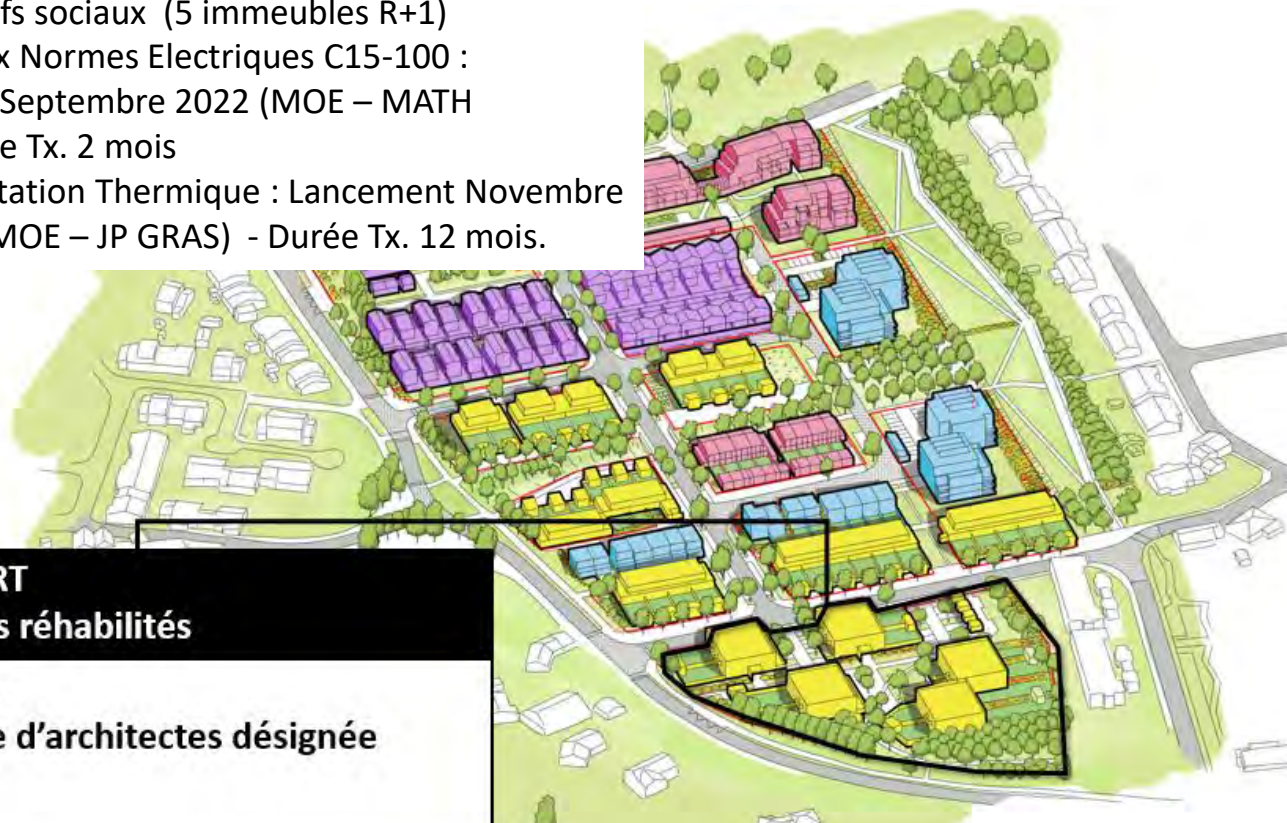 fs sociaux (5 immeubles R+1)
x Normes Electriques C15-100 :
Septembre 2022 (MOE – MATH
e Tx. 2 mois
tation Thermique : Lancement Novembre
MOE – JP GRAS) - Durée Tx. 12 mois.
RT
s réhabilités
e d'architectes désignée